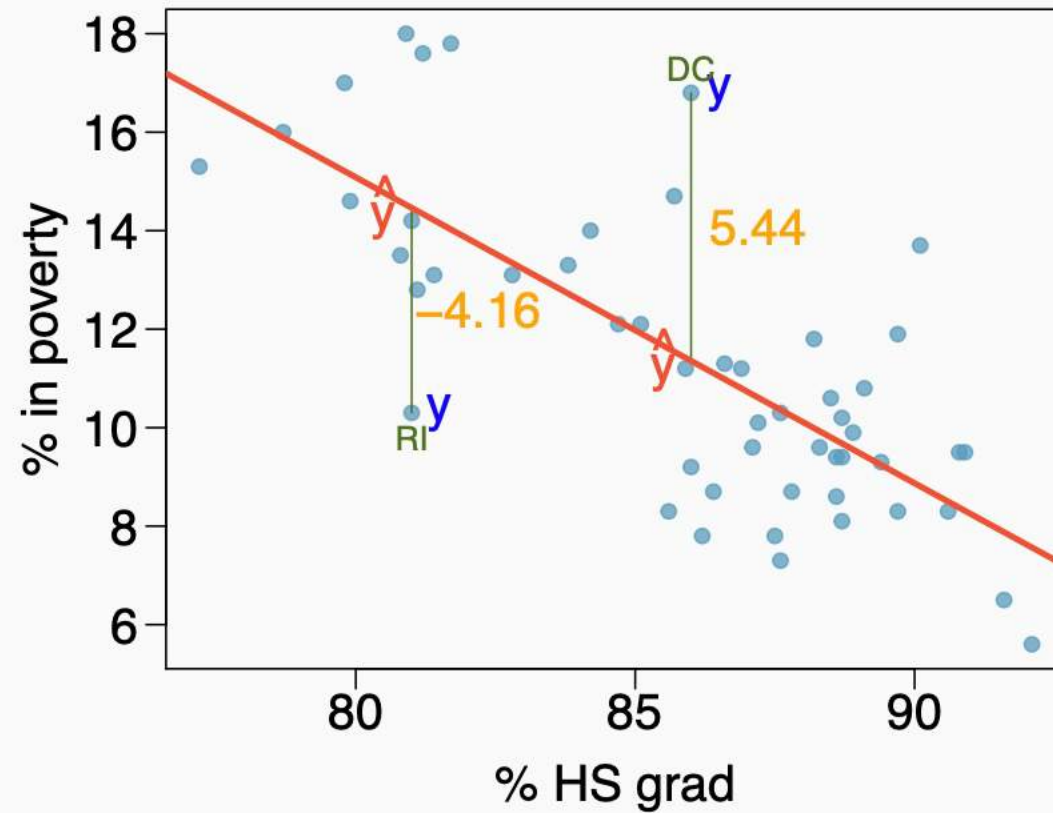 % in poverty
18
16
14
12
10
8
6
DC
y
5.44
ŷ
ŷ
−4.16
y
RI
80 85 90
% HS grad